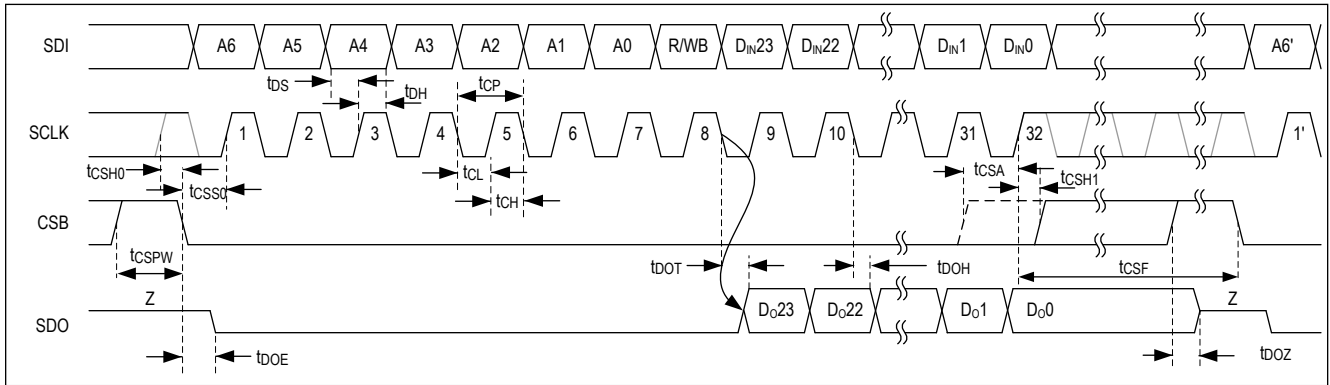 SDI A6 A5 A4 A3 A2 A1 A0 R/WB DIN23 DIN22 DIN1 DIN0 A6'
tDS tDH tCP
SCLK 1 2 3 4 5 6 7 8 9 10 31 32 1'
tCSH0 tCSS0 tCL tCH tCSA tCSH1
CSB
tCSPW tDOT tDOH tCSF
Z DO23 DO22 DO1 DO0 Z
SDO
tDOE tDOZ